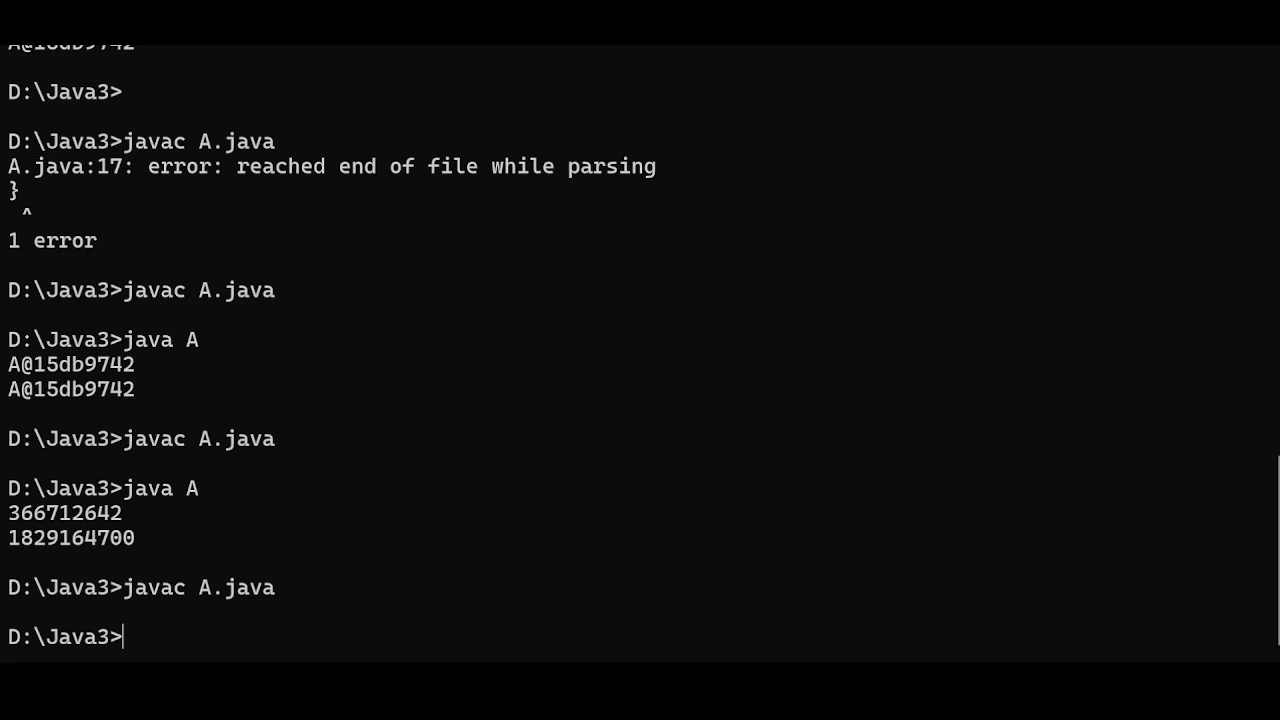 A@15db9742
D:\Java3>
D:\Java3>javac A.java
A.java:17: error: reached end of file while parsing
}
 ^
1 error
D:\Java3>javac A.java
D:\Java3>java A
A@15db9742
A@15db9742
D:\Java3>javac A.java
D:\Java3>java A
366712642
1829164700
D:\Java3>javac A.java
D:\Java3>